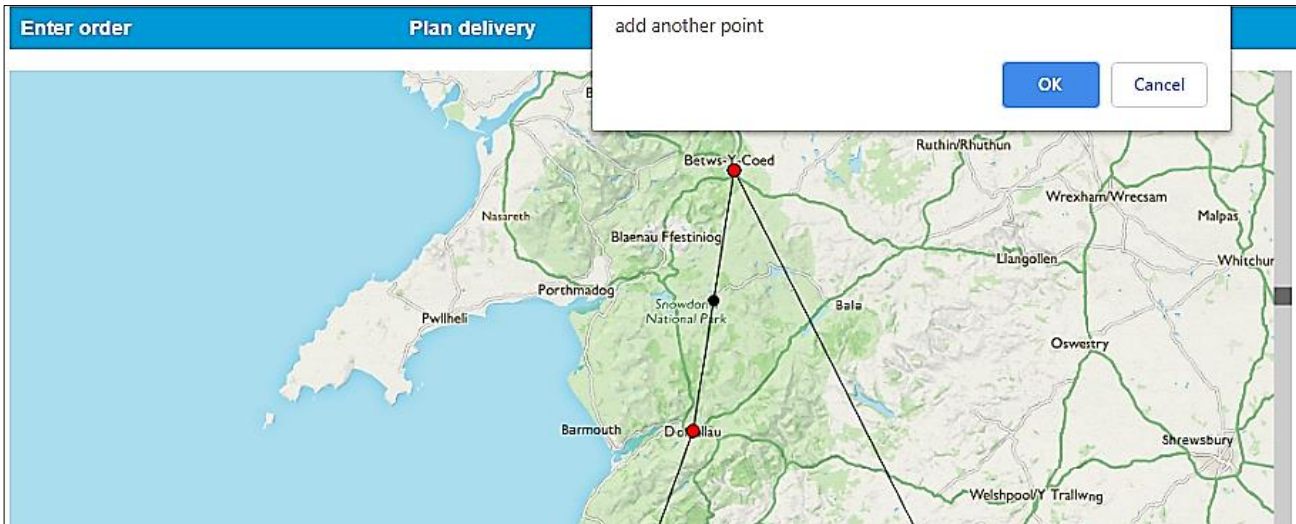 Enter order
Plan delivery
add another point
OK
Cancel
Ruthin/Rhuthun
Betws-Y-Coed
Wrexham/Wrecsam
Nasareth
Malpas
Blaenau Ffestiniog
Llangollen
Whitchur
Porthmadog
Snowdon
National Park
Bala
Pwllheli
Oswestry
Barmouth
Shrewsbury
Welshpool/Y Trallwng